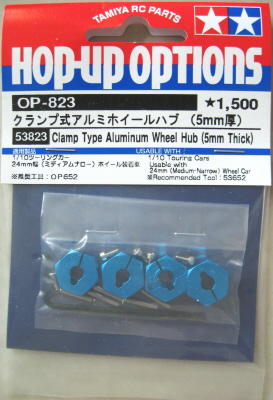 TAMIYA RC PARTS
TAMIYA
HOP-UP OPTIONS
OP-823 ★1,500
クランプ式アルミホイールハブ (5mm厚)
53823 Clamp Type Aluminum Wheel Hub (5mm Thick)
適用製品 USABLE WITH :
1/10ツーリングカー
24mm幅(ミディアムナロー)ホイール装着車
※推奨工具:OP652
1/10 Touring Cars
Usable with
24mm (Medium-Narrow) Wheel Car
※Recommended Tool : 53652